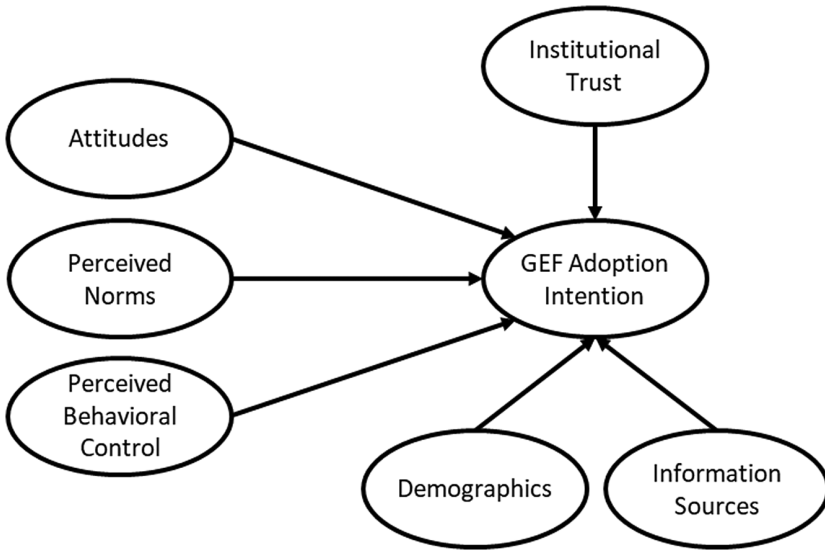 Institutional
Trust
Attitudes
Perceived
Norms
GEF Adoption
Intention
Perceived
Behavioral
Control
Demographics
Information
Sources